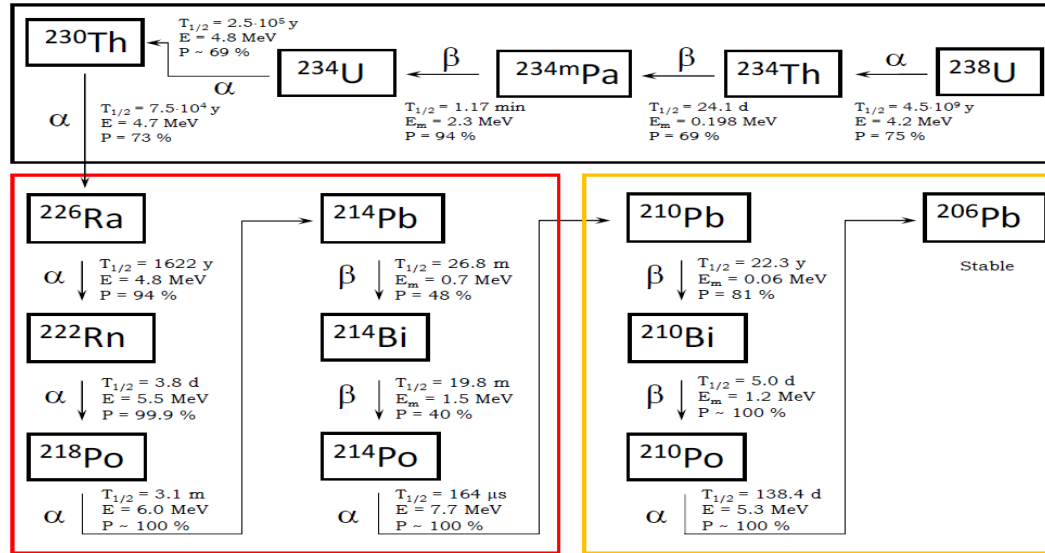 ²³⁰Th
T₁/₂ = 2.5·10⁵ y
E = 4.8 MeV
P ~ 69 %
α
²³⁴U
β
²³⁴ᵐPa
β
²³⁴Th
α
²³⁸U
α
T₁/₂ = 7.5·10⁴ y
E = 4.7 MeV
P = 73 %
T₁/₂ = 1.17 min
Eₘ = 2.3 MeV
P = 94 %
T₁/₂ = 24.1 d
Eₘ = 0.198 MeV
P = 69 %
T₁/₂ = 4.5·10⁹ y
E = 4.2 MeV
P = 75 %
²²⁶Ra
α
T₁/₂ = 1622 y
E = 4.8 MeV
P = 94 %
²²²Rn
α
T₁/₂ = 3.8 d
E = 5.5 MeV
P = 99.9 %
²¹⁸Po
α
T₁/₂ = 3.1 m
E = 6.0 MeV
P ~ 100 %
²¹⁴Pb
β
T₁/₂ = 26.8 m
Eₘ = 0.7 MeV
P = 48 %
²¹⁴Bi
β
T₁/₂ = 19.8 m
Eₘ = 1.5 MeV
P = 40 %
²¹⁴Po
α
T₁/₂ = 164 μs
E = 7.7 MeV
P ~ 100 %
²¹⁰Pb
β
T₁/₂ = 22.3 y
Eₘ = 0.06 MeV
P = 81 %
²¹⁰Bi
β
T₁/₂ = 5.0 d
Eₘ = 1.2 MeV
P ~ 100 %
²¹⁰Po
α
T₁/₂ = 138.4 d
E = 5.3 MeV
P ~ 100 %
²⁰⁶Pb
Stable